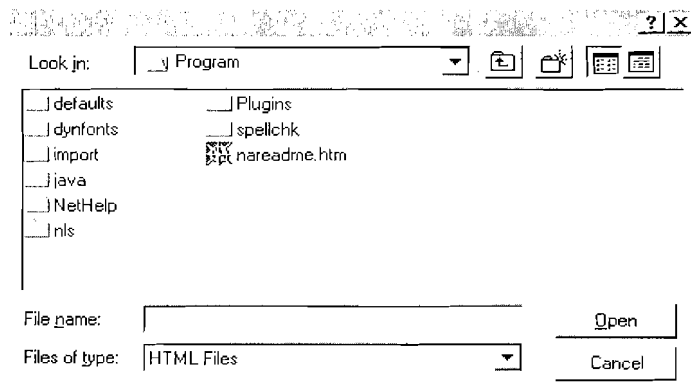 ? ×
Look in: Program
defaults
dynfonts
import
java
NetHelp
nls
Plugins
spellchk
nareadme.htm
File name:
Open
Files of type: HTML Files
Cancel